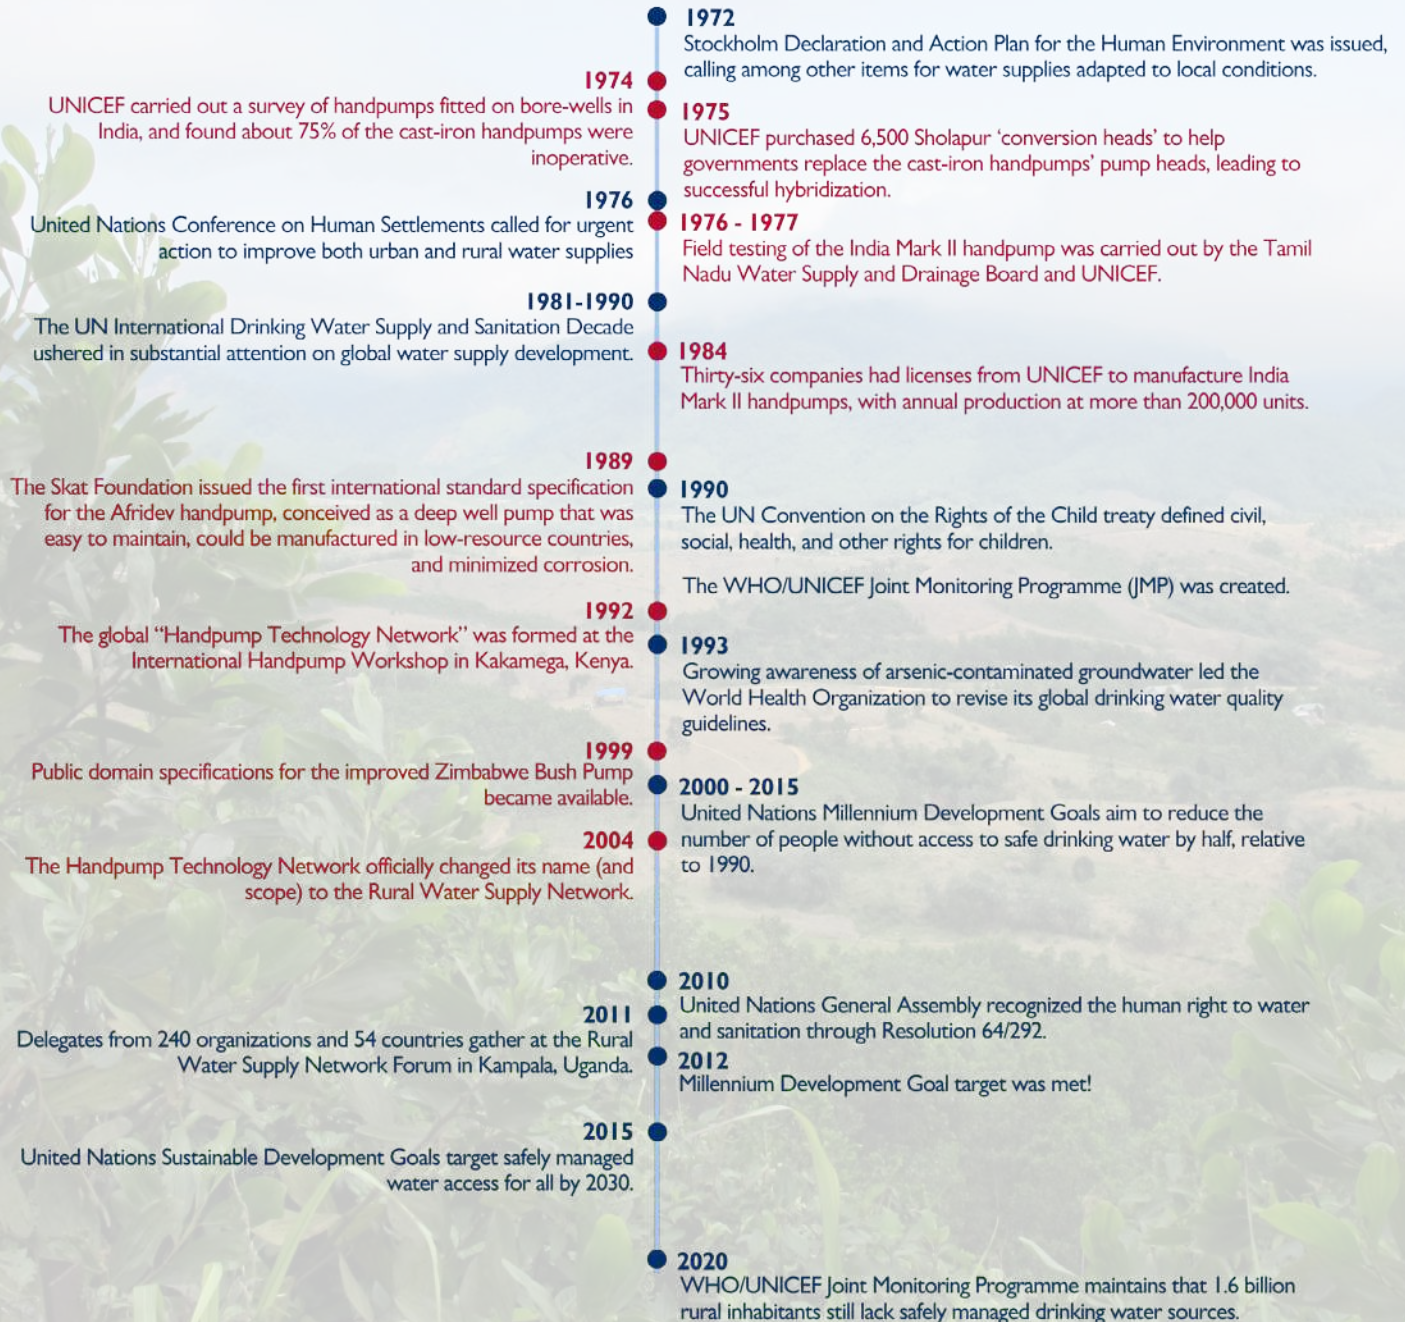 1972
Stockholm Declaration and Action Plan for the Human Environment was issued,
calling among other items for water supplies adapted to local conditions.
1974
UNICEF carried out a survey of handpumps fitted on bore-wells in
India, and found about 75% of the cast-iron handpumps were
inoperative.
1975
UNICEF purchased 6,500 Sholapur ‘conversion heads’ to help
governments replace the cast-iron handpumps’ pump heads, leading to
successful hybridization.
1976
United Nations Conference on Human Settlements called for urgent
action to improve both urban and rural water supplies
1976 - 1977
Field testing of the India Mark II handpump was carried out by the Tamil
Nadu Water Supply and Drainage Board and UNICEF.
1981-1990
The UN International Drinking Water Supply and Sanitation Decade
ushered in substantial attention on global water supply development.
1984
Thirty-six companies had licenses from UNICEF to manufacture India
Mark II handpumps, with annual production at more than 200,000 units.
1989
The Skat Foundation issued the first international standard specification
for the Afridev handpump, conceived as a deep well pump that was
easy to maintain, could be manufactured in low-resource countries,
and minimized corrosion.
1990
The UN Convention on the Rights of the Child treaty defined civil,
social, health, and other rights for children.
The WHO/UNICEF Joint Monitoring Programme (JMP) was created.
1992
The global “Handpump Technology Network” was formed at the
International Handpump Workshop in Kakamega, Kenya.
1993
Growing awareness of arsenic-contaminated groundwater led the
World Health Organization to revise its global drinking water quality
guidelines.
1999
Public domain specifications for the improved Zimbabwe Bush Pump
became available.
2000 - 2015
United Nations Millennium Development Goals aim to reduce the
number of people without access to safe drinking water by half, relative
to 1990.
2004
The Handpump Technology Network officially changed its name (and
scope) to the Rural Water Supply Network.
2010
United Nations General Assembly recognized the human right to water
and sanitation through Resolution 64/292.
2011
Delegates from 240 organizations and 54 countries gather at the Rural
Water Supply Network Forum in Kampala, Uganda.
2012
Millennium Development Goal target was met!
2015
United Nations Sustainable Development Goals target safely managed
water access for all by 2030.
2020
WHO/UNICEF Joint Monitoring Programme maintains that 1.6 billion
rural inhabitants still lack safely managed drinking water sources.